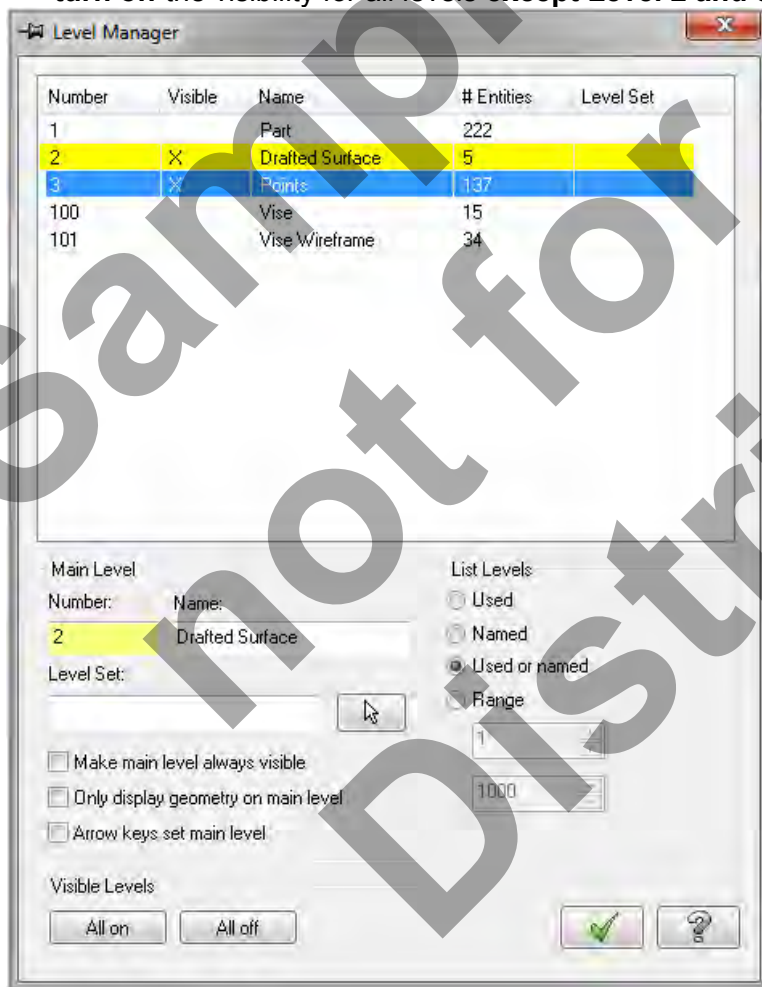 turn off the visibility for all levels except Level 2 and
Level Manager
Number Visible Name # Entities Level Set
1 Part 222
2 X Drafted Surface 5
3 X Points 137
100 Vise 15
101 Vise Wireframe 34
Main Level
Number: Name:
2 Drafted Surface
Level Set:
Make main level always visible
Only display geometry on main level
Arrow keys set main level
List Levels
Used
Named
Used or named
Range
1
1000
Visible Levels
All on All off
Sample
not for